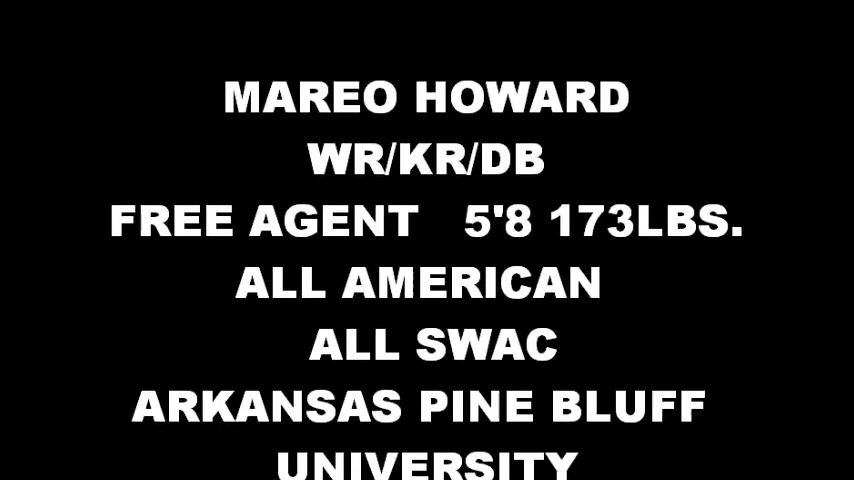 MAREO HOWARD
WR/KR/DB
FREE AGENT 5'8 173LBS.
ALL AMERICAN
ALL SWAC
ARKANSAS PINE BLUFF
UNIVERSITY